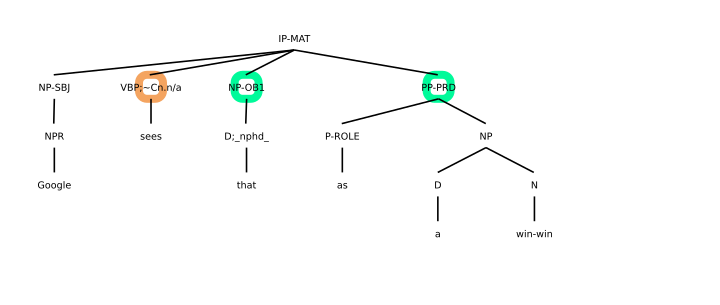 IP-MAT
NP-SBJ VBP;~Cn.n/a NP-OB1 PP-PRD
NPR sees D;_nphd_ P-ROLE NP
Google that as D N
a win-win